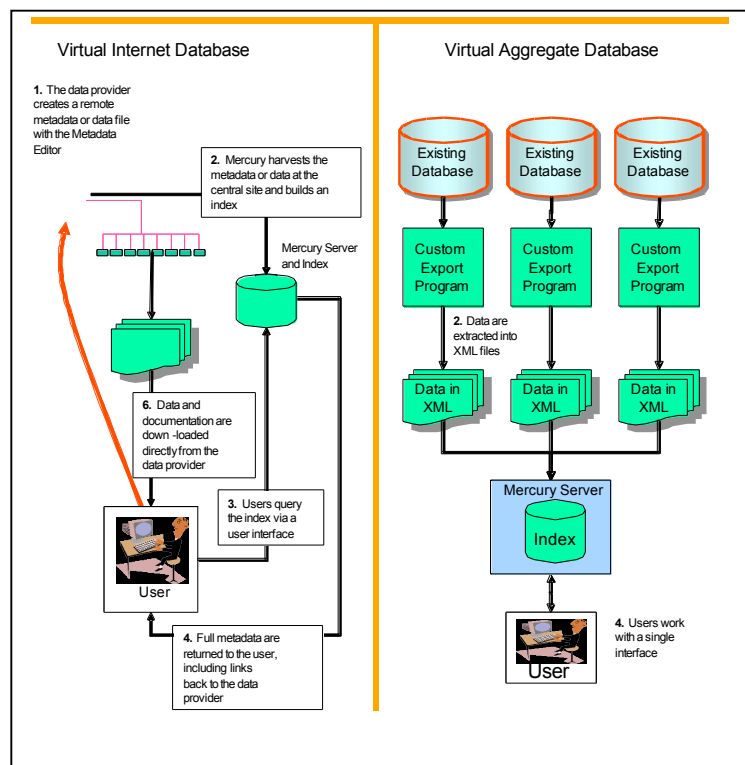 Virtual Internet Database
1. The data provider
creates a remote
metadata or data file
with the Metadata
Editor
2. Mercury harvests the
metadata or data at the
central site and builds an
index
Mercury Server
and Index
6. Data and
documentation are
down -loaded
directly from the
data provider
3. Users query
the index via a
user interface
User
4. Full metadata are
returned to the user,
including links
back to the data
provider
Virtual Aggregate Database
Existing
Database
Existing
Database
Existing
Database
Custom
Export
Program
Custom
Export
Program
Custom
Export
Program
2. Data are
extracted into
XML files
Data in
XML
Data in
XML
Data in
XML
Mercury Server
Index
4. Users work
with a single
interface
User